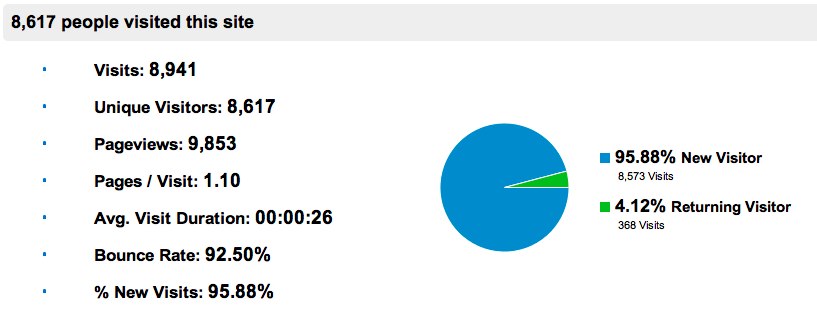 8,617 people visited this site
Visits: 8,941
Unique Visitors: 8,617
Pageviews: 9,853
Pages / Visit: 1.10
Avg. Visit Duration: 00:00:26
Bounce Rate: 92.50%
% New Visits: 95.88%
95.88% New Visitor
8,573 Visits
4.12% Returning Visitor
368 Visits